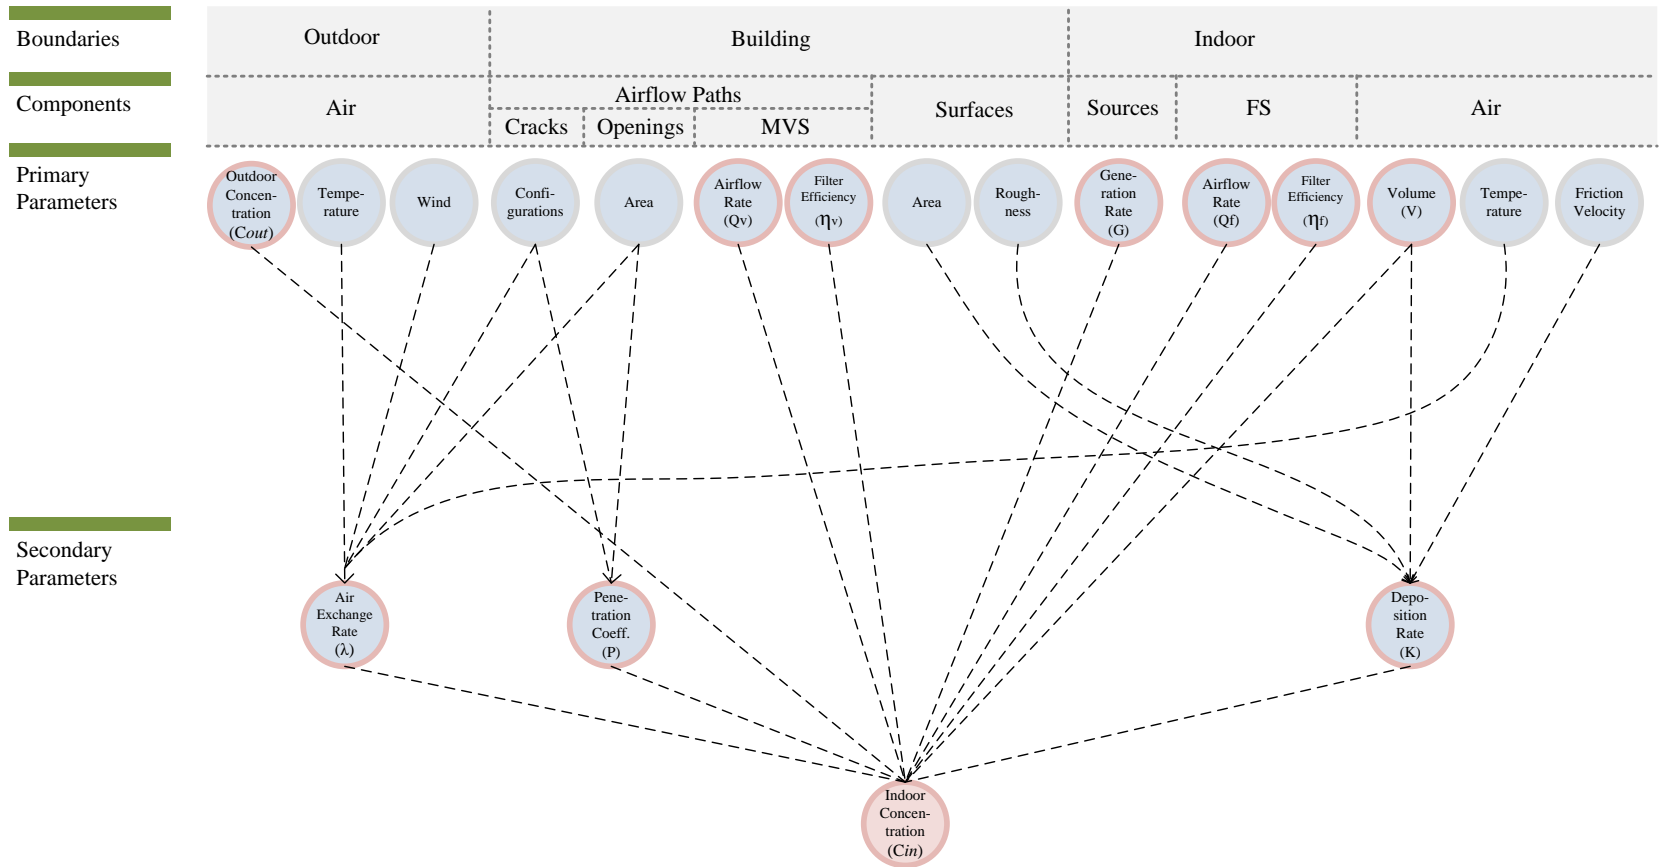 Boundaries
Outdoor
Building
Indoor
Components
Air
Airflow Paths
Cracks
Openings
MVS
Surfaces
Sources
FS
Air
Primary
Parameters
Outdoor
Concen-
tration
(Cout)
Tempe-
rature
Wind
Confi-
gurations
Area
Airflow
Rate
(Qv)
Filter
Efficiency
(ηv)
Area
Rough-
ness
Gene-
ration
Rate
(G)
Airflow
Rate
(Qf)
Filter
Efficiency
(ηf)
Volume
(V)
Tempe-
rature
Friction
Velocity
Secondary
Parameters
Air
Exchange
Rate
(λ)
Pene-
tration
Coeff.
(P)
Depo-
sition
Rate
(K)
Indoor
Concen-
tration
(Cin)